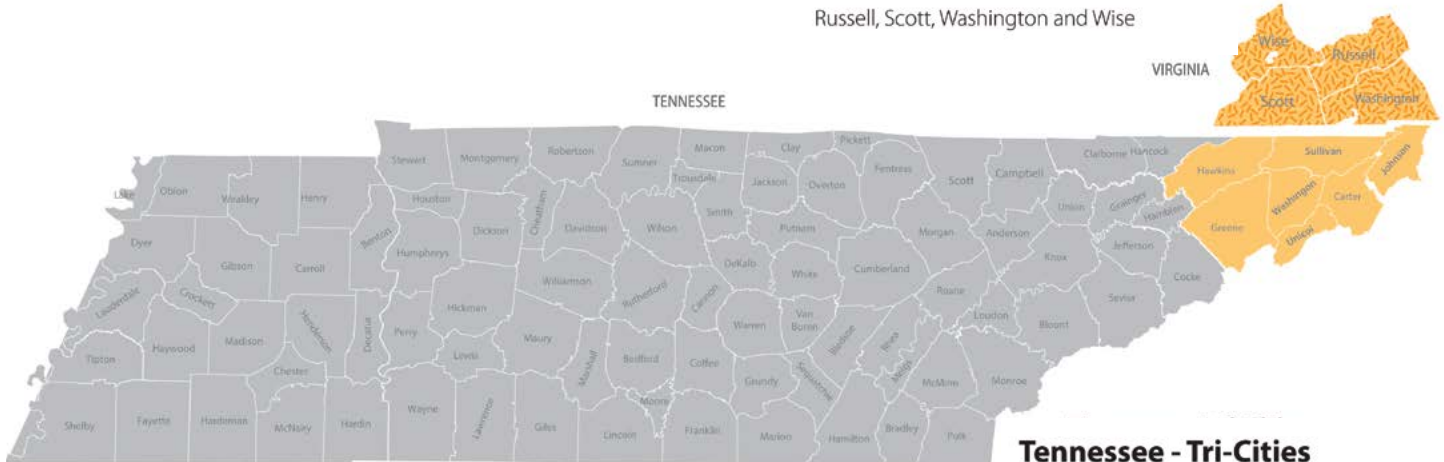 Russell, Scott, Washington and Wise
Wise
Russell
VIRGINIA
Scott
Washington
TENNESSEE
Stewart
Montgomery
Robertson
Sumner
Macon
Clay
Pickett
Fentress
Scott
Campbell
Claiborne
Hancock
Hawkins
Sullivan
Johnson
Lake
Obion
Weakley
Henry
Houston
Cheatham
Trousdale
Jackson
Overton
Union
Grainger
Hamblen
Washingon
Carter
Dyer
Gibson
Carroll
Benton
Humphreys
Dickson
Davidson
Wilson
Smith
Putnam
Morgan
Anderson
Jefferson
Greene
Unicoi
Lauderdale
Crockett
Henderson
Decatur
Perry
Hickman
Williamson
Rutherford
Cannon
DeKalb
White
Cumberland
Roane
Loudon
Knox
Sevier
Cocke
Tipton
Haywood
Madison
Chester
Lewis
Maury
Marshall
Bedford
Coffee
Warren
Van
Buren
Bledsoe
Rhea
Meigs
Blount
Shelby
Fayette
Hardeman
McNairy
Hardin
Wayne
Lawrence
Giles
Lincoln
Moore
Franklin
Grundy
Sequatchie
Marion
Hamilton
Bradley
McMinn
Polk
Monroe
Tennessee - Tri-Cities